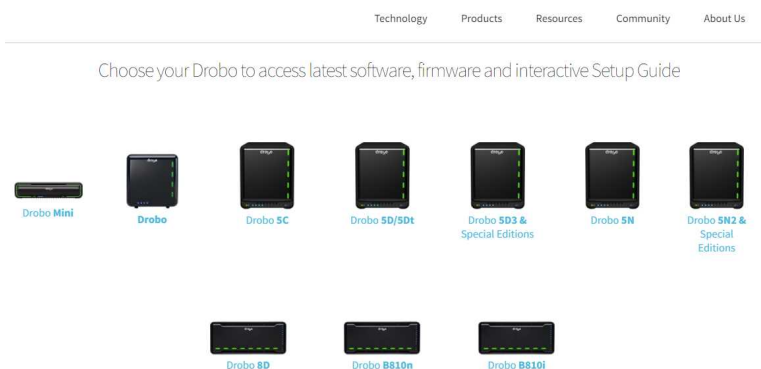 Technology Products Resources Community About Us
Choose your Drobo to access latest software, firmware and interactive Setup Guide
Drobo Mini
Drobo
Drobo 5C
Drobo 5D/5Dt
Drobo 5D3 &
Special Editions
Drobo 5N
Drobo 5N2 &
Special
Editions
Drobo 8D
Drobo B810n
Drobo B810i